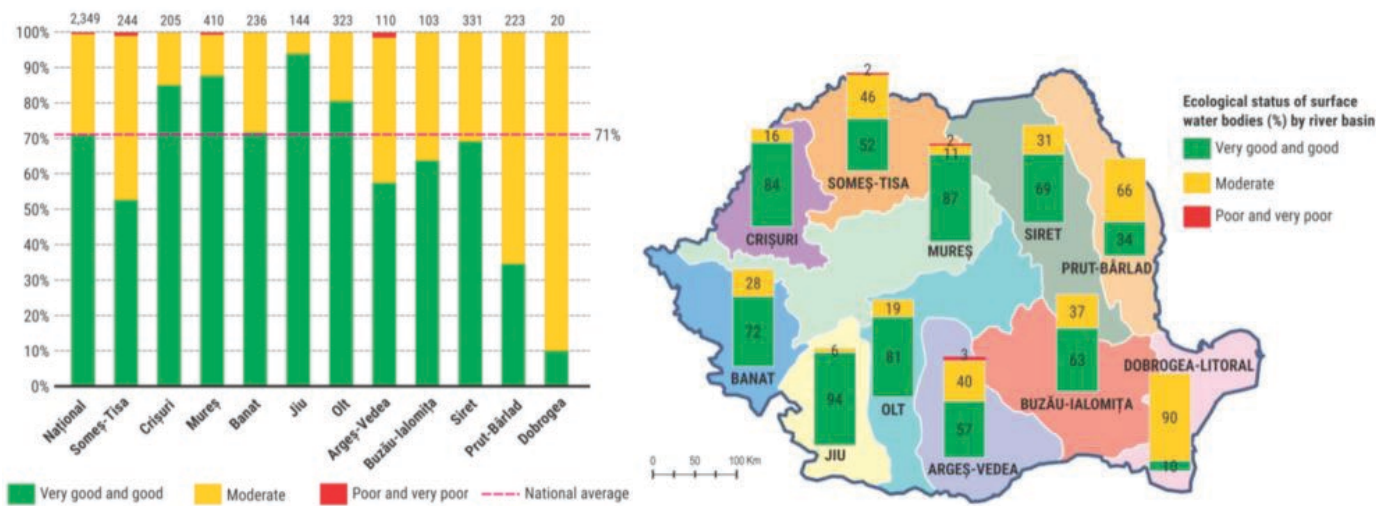 2,349 244 205 410 236 144 323 110 103 331 223 20
100%
90%
80%
70%
60%
50%
40%
30%
20%
10%
0%
71%
Național
Someș-Tisa
Crișuri
Mureș
Banat
Jiu
Olt
Argeș-Vedea
Buzău-Ialomița
Siret
Prut-Bârlad
Dobrogea
Very good and good
Moderate
Poor and very poor
National average
2
46
52
SOMEȘ-TISA
16
84
CRIȘURI
2
11
87
MUREȘ
31
69
SIRET
66
34
PRUT-BÂRLAD
28
72
BANAT
6
94
JIU
19
81
OLT
3
40
57
ARGEȘ-VEDEA
37
63
BUZĂU-IALOMIȚA
DOBROGEA-LITORAL
90
10
0 50 100 Km
Ecological status of surface
water bodies (%) by river basin
Very good and good
Moderate
Poor and very poor